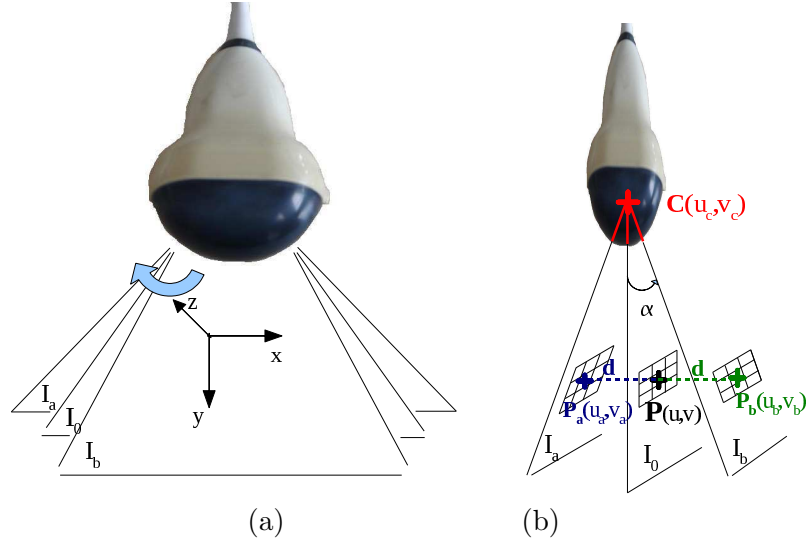 z
x
y
I_a
I_0
I_b
(a)
C(u_c,v_c)
α
d d
P_a(u_a,v_a) P(u,v) P_b(u_b,v_b)
I_a I_0 I_b
(b)